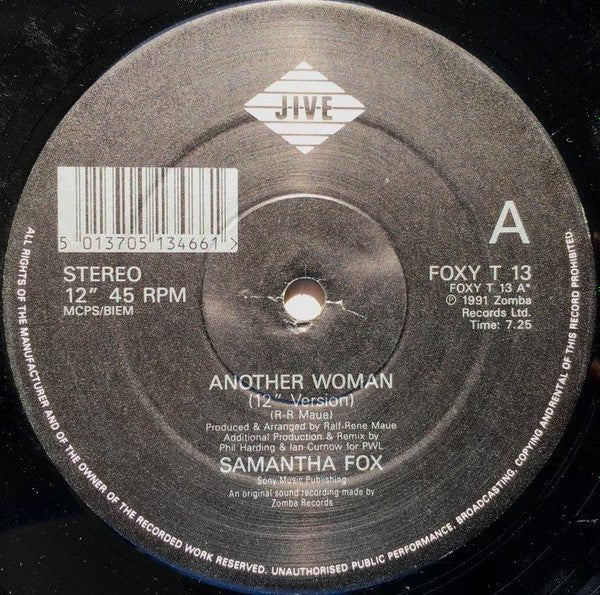 J·I·V·E
5 013705 134661 >
A
STEREO
12" 45 RPM
MCPS/BIEM
FOXY T 13
FOXY T 13 A*
℗ 1991 Zomba
Records Ltd.
Time: 7.25
ANOTHER WOMAN
(12" Version)
(R-R Maue)
Produced & Arranged by Ralf-Rene Maue
Additional Production & Remix by
Phil Harding & Ian Curnow for PWL
SAMANTHA FOX
Sony Music Publishing
An original sound recording made by
Zomba Records
ALL RIGHTS OF THE MANUFACTURER AND OF THE OWNER OF THE RECORDED WORK RESERVED. UNAUTHORISED PUBLIC PERFORMANCE, BROADCASTING, COPYING AND RENTAL OF THIS RECORD PROHIBITED.